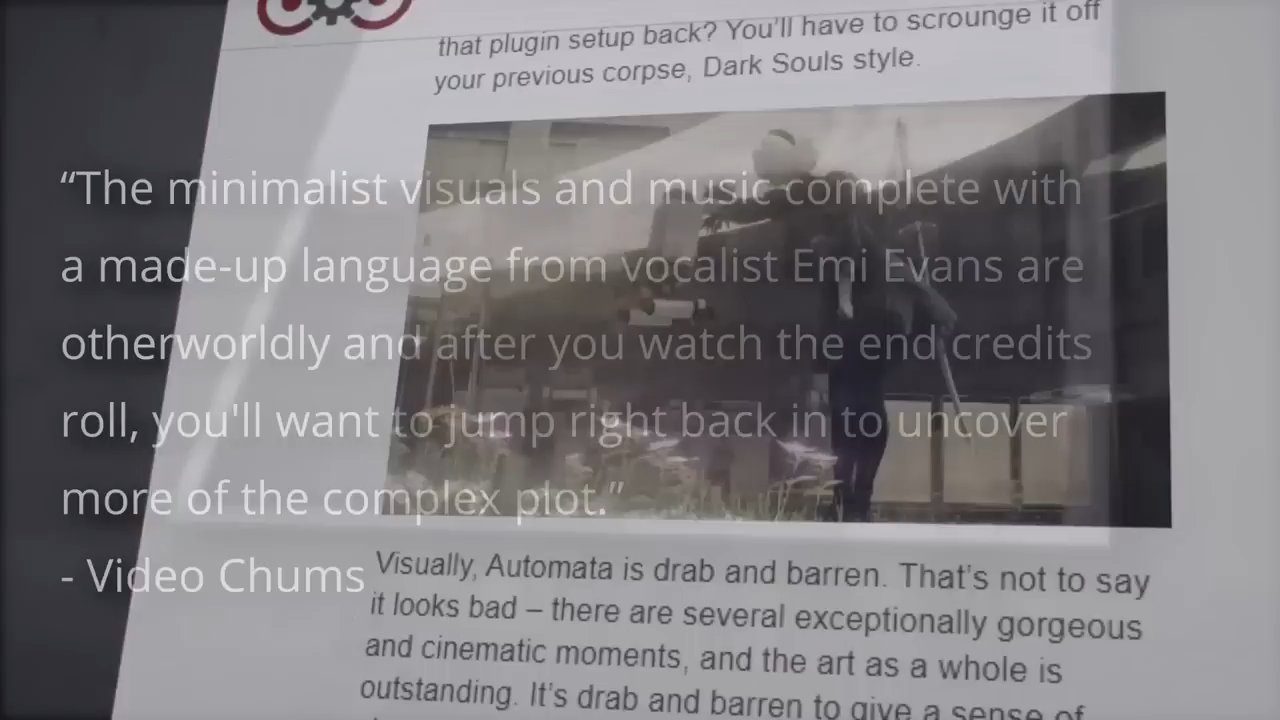 that plugin setup back? You'll have to scrounge it off
your previous corpse, Dark Souls style.
“The minimalist visuals and music complete with
a made-up language from vocalist Emi Evans are
otherworldly and after you watch the end credits
roll, you'll want to jump right back in to uncover
more of the complex plot.”
- Video Chums
Visually, Automata is drab and barren. That's not to say
it looks bad – there are several exceptionally gorgeous
and cinematic moments, and the art as a whole is
outstanding. It's drab and barren to give a sense of